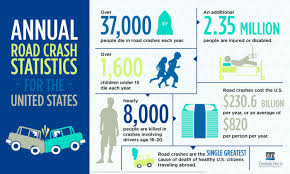 ANNUAL
ROAD CRASH
STATISTICS
FOR THE
UNITED STATES
Over
37,000
people die in road crashes each year.
RIP
An additional
2.35 MILLION
people are injured or disabled.
Over
1,600
children under 15
die each year.
Nearly
8,000
people are killed in
crashes involving
drivers age 16-20.
Road crashes cost the U.S.
$230.6 BILLION
per year, or an average of
$820
per person per year.
Road crashes are the SINGLE GREATEST
cause of death of healthy U.S. citizens
traveling abroad.